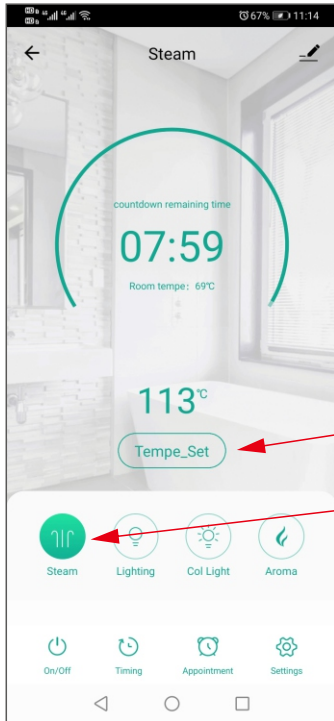 67% 11:14
Steam
countdown remaining time
07:59
Room tempe: 69℃
113℃
Tempe_Set
Steam Lighting Col Light Aroma
On/Off Timing Appointment Settings